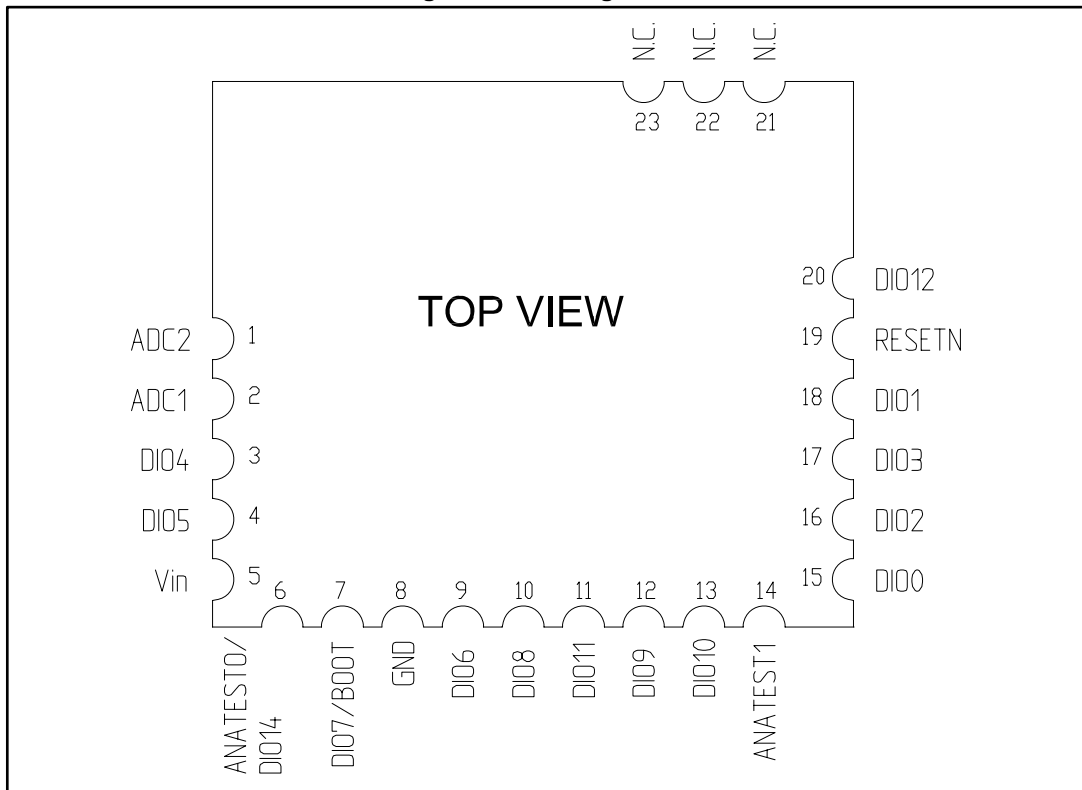 N.C.
N.C.
N.C.
23
22
21
TOP VIEW
20 DIO12
ADC2 1
19 RESETN
ADC1 2
18 DIO1
DIO4 3
17 DIO3
DIO5 4
16 DIO2
Vin 5
15 DIO0
6
7
8
9
10
11
12
13
14
ANATEST0/
DIO14
DIO7/BOOT
GND
DIO6
DIO8
DIO11
DIO9
DIO10
ANATEST1